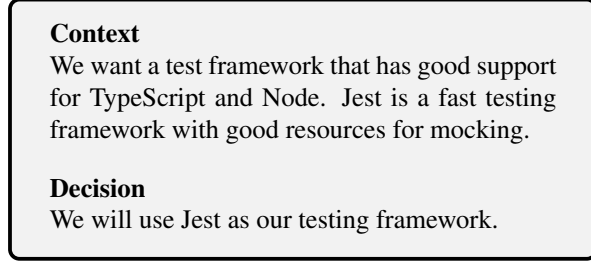 Context
We want a test framework that has good support
for TypeScript and Node. Jest is a fast testing
framework with good resources for mocking.
Decision
We will use Jest as our testing framework.